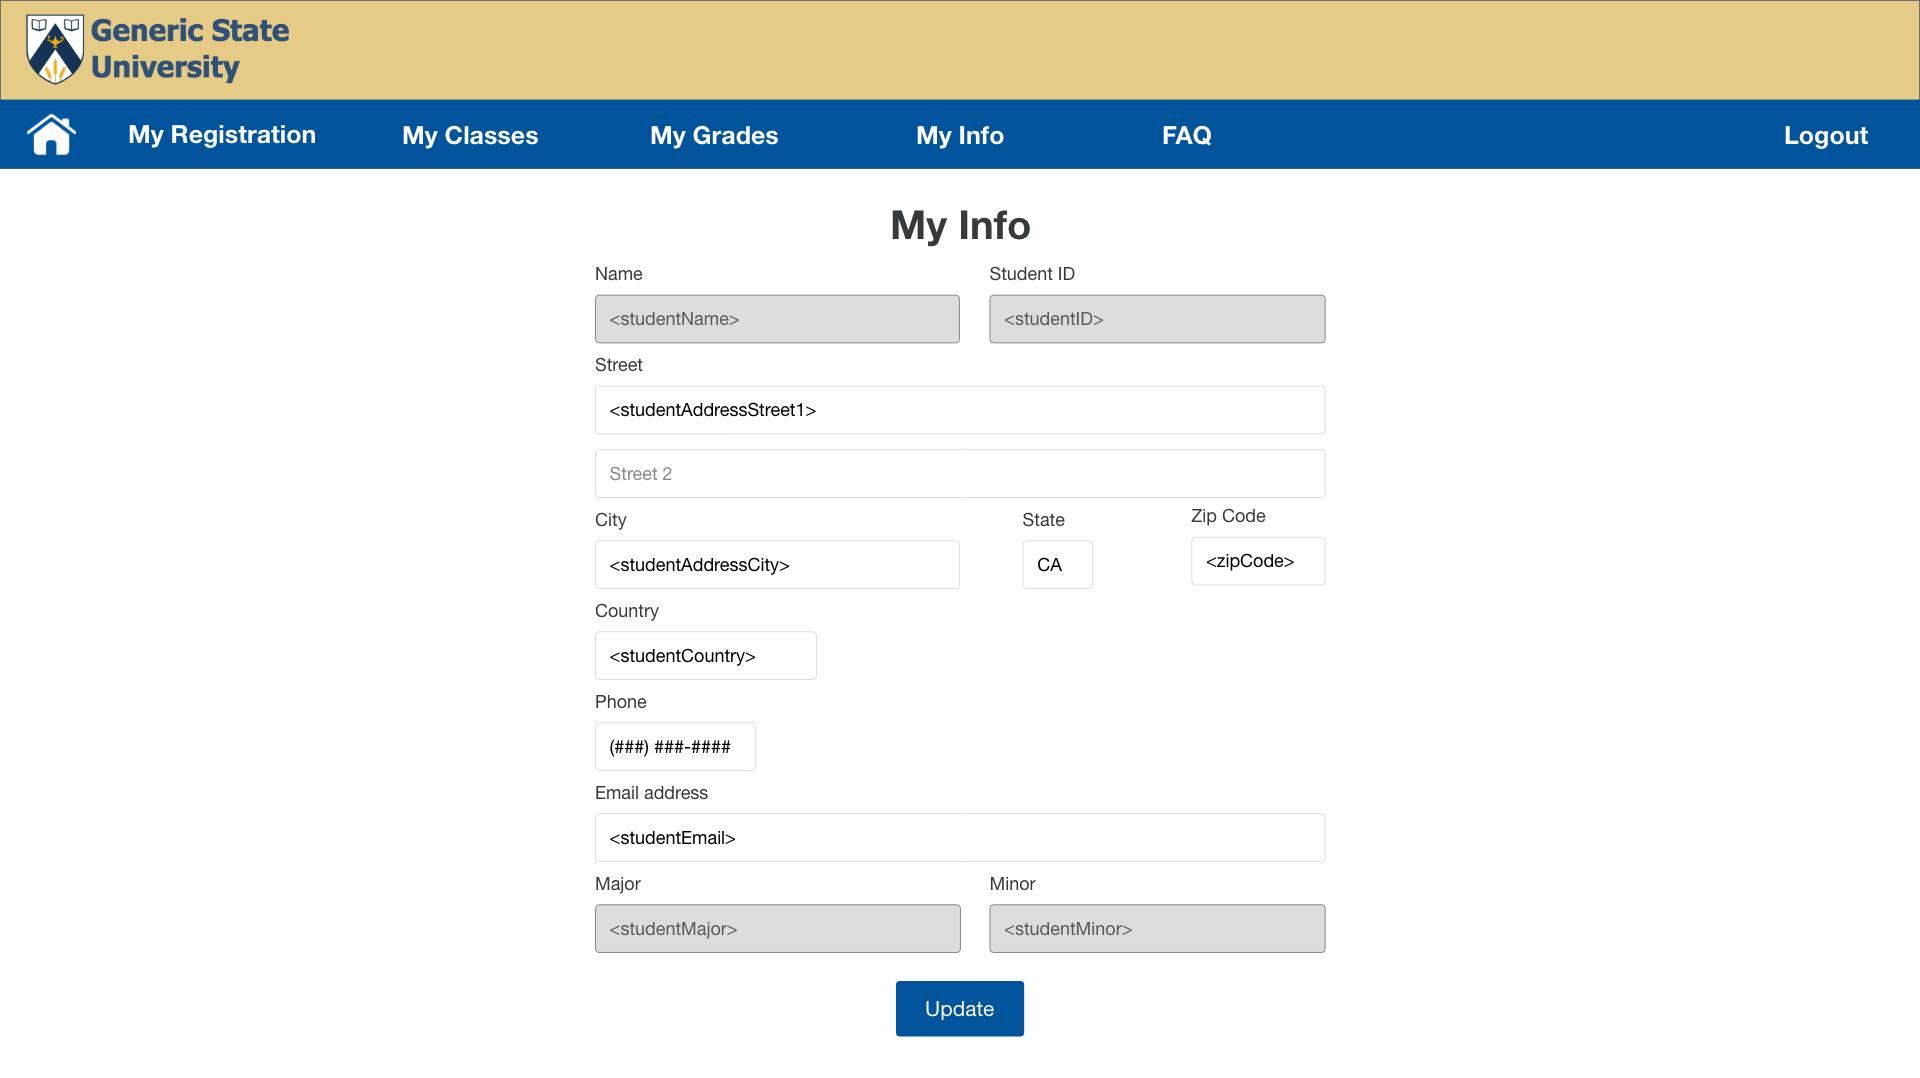 Generic State
University
My Registration My Classes My Grades My Info FAQ Logout
My Info
Name Student ID
<studentName> <studentID>
Street
<studentAddressStreet1>
Street 2
City State Zip Code
<studentAddressCity> CA <zipCode>
Country
<studentCountry>
Phone
(###) ###-####
Email address
<studentEmail>
Major Minor
<studentMajor> <studentMinor>
Update